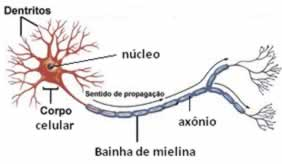 Dentritos
núcleo
Sentido de propagação
Corpo
celular
axônio
Bainha de mielina